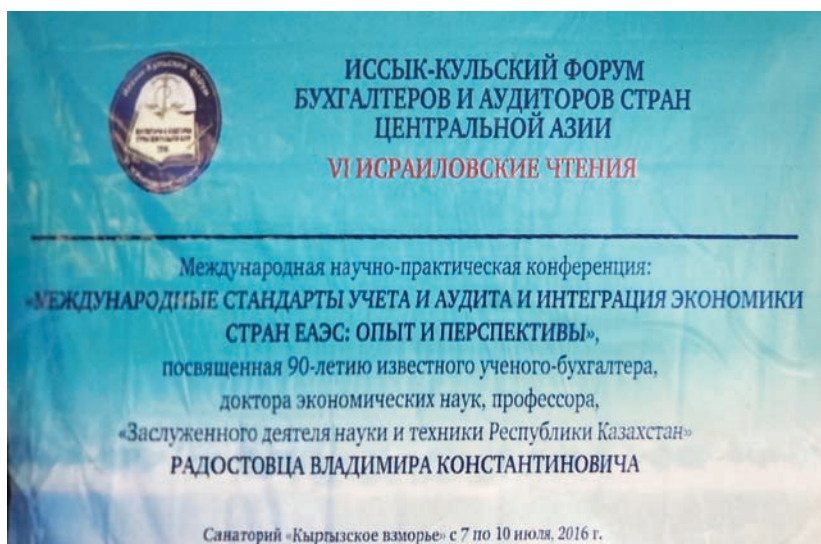 ИССЫК-КУЛЬСКИЙ ФОРУМ
БУХГАЛТЕРОВ И АУДИТОРОВ СТРАН
ЦЕНТРАЛЬНОЙ АЗИИ
VI ИСРАИЛОВСКИЕ ЧТЕНИЯ
Международная научно-практическая конференция:
«МЕЖДУНАРОДНЫЕ СТАНДАРТЫ УЧЕТА И АУДИТА И ИНТЕГРАЦИЯ ЭКОНОМИКИ
СТРАН ЕАЭС: ОПЫТ И ПЕРСПЕКТИВЫ»,
посвященная 90-летию известного ученого-бухгалтера,
доктора экономических наук, профессора,
«Заслуженного деятеля науки и техники Республики Казахстан»
РАДОСТОВЦА ВЛАДИМИРА КОНСТАНТИНОВИЧА
Санаторий «Кыргызское взморье» с 7 по 10 июля, 2016 г.